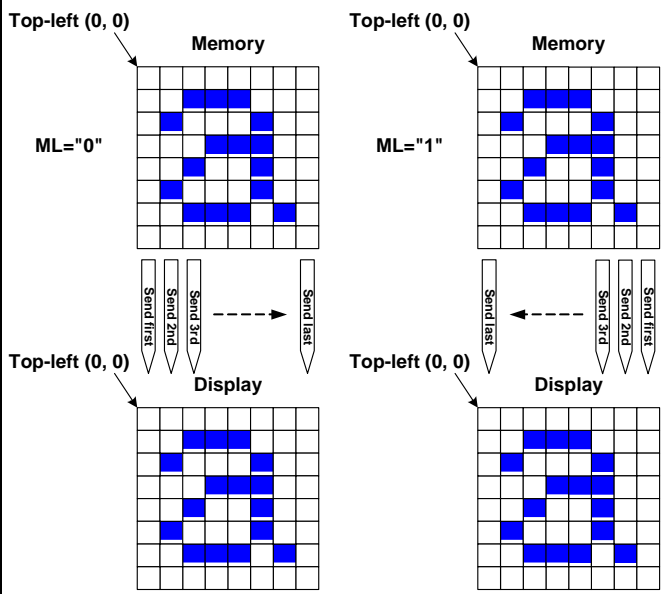 Top-left (0, 0)
Memory
ML="0"
Send first
Send 2nd
Send 3rd
Send last
Top-left (0, 0)
Display
Top-left (0, 0)
Memory
ML="1"
Send last
Send 3rd
Send 2nd
Send first
Top-left (0, 0)
Display